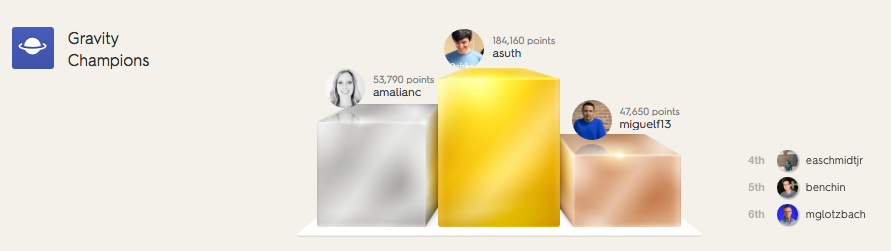 Gravity
Champions
184,160 points
asuth
53,790 points
amalianc
47,650 points
miguelf13
4th easchmidtjr
5th benchin
6th mglotzbach